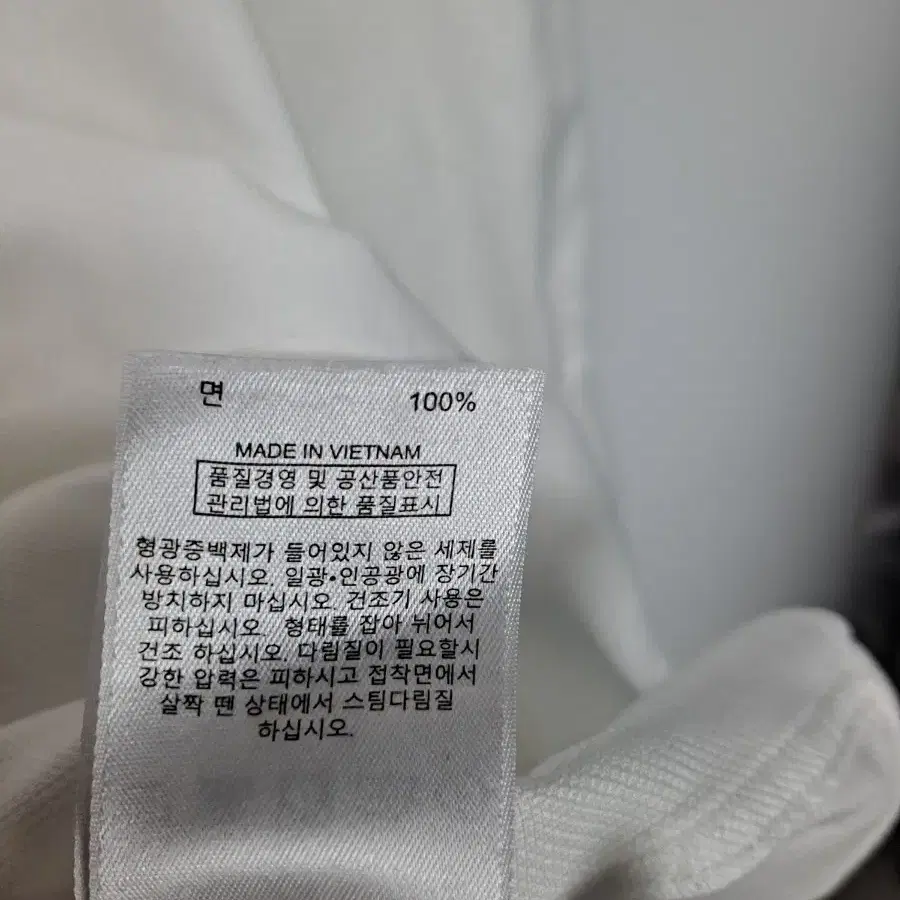 면 100%
MADE IN VIETNAM
품질경영 및 공산품안전
관리법에 의한 품질표시
형광증백제가 들어있지 않은 세제를
사용하십시오. 일광•인공광에 장기간
방치하지 마십시오. 건조기 사용은
피하십시오. 형태를 잡아 뉘어서
건조 하십시오. 다림질이 필요할시
강한 압력은 피하시고 접착면에서
살짝 땐 상태에서 스팀다림질
하십시오.